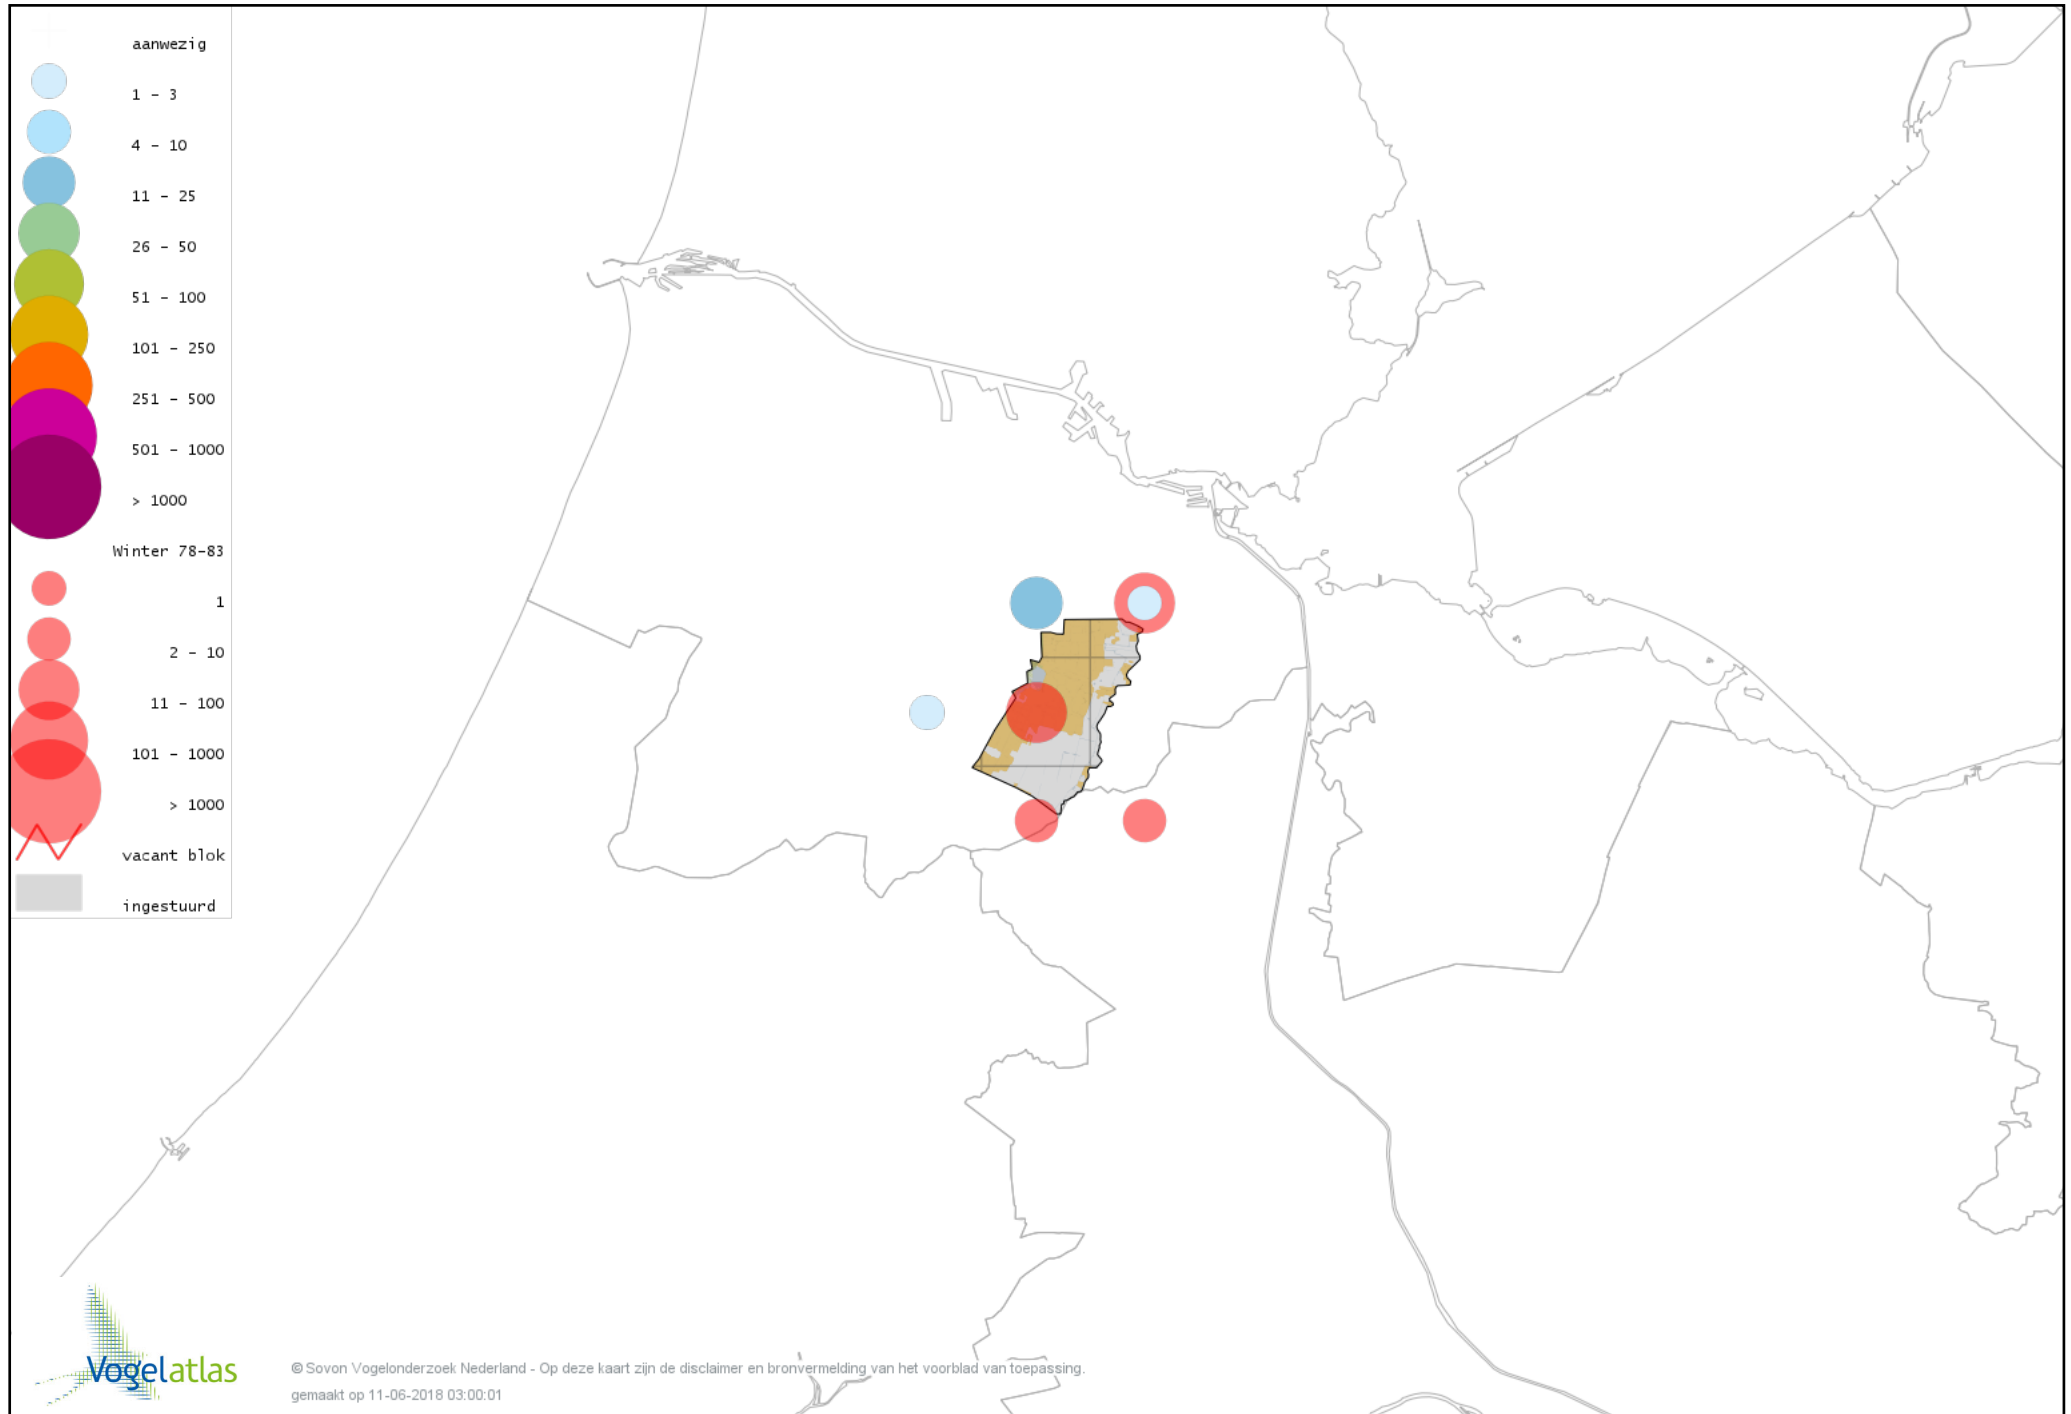 aanwezig
1 - 3
4 - 10
11 - 25
26 - 50
51 - 100
101 - 250
251 - 500
501 - 1000
> 1000
Winter 78-83
1
2 - 10
11 - 100
101 - 1000
> 1000
vacant blok
ingestuurd
Vogelatlas
© Sovon Vogelonderzoek Nederland - Op deze kaart zijn de disclaimer en bronvermelding van het voorblad van toepassing.
gemaakt op 11-06-2018 03:00:01